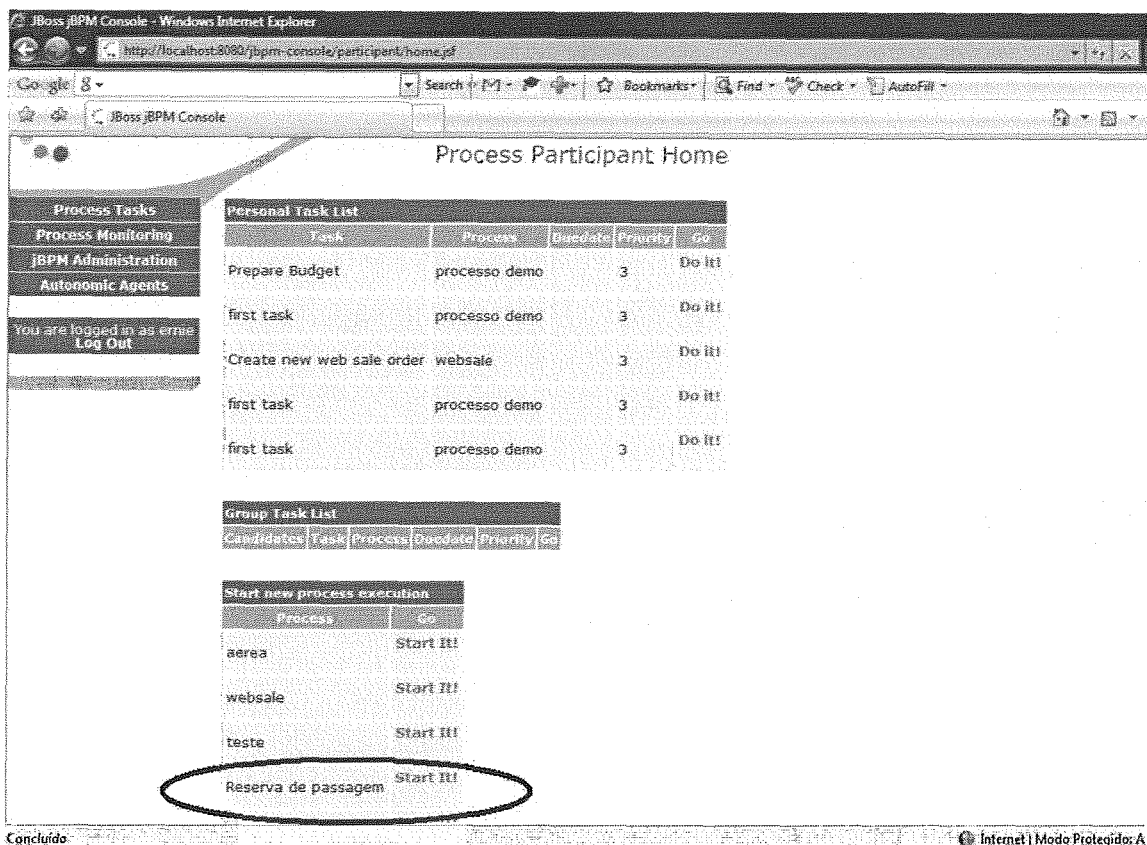 JBoss jBPM Console - Windows Internet Explorer
http://localhost:8080/jbpm-console/participant/home.jsf
Google
Search
Bookmarks
Find
Check
AutoFill
JBoss jBPM Console
Process Participant Home
Process Tasks
Process Monitoring
jBPM Administration
Autonomic Agents
You are logged in as ernie
Log Out
Personal Task List
Task Process Duedate Priority Go
Prepare Budget processo demo 3 Do it!
first task processo demo 3 Do it!
Create new web sale order websale 3 Do it!
first task processo demo 3 Do it!
first task processo demo 3 Do it!
Group Task List
Candidates Task Process Duedate Priority Go
Start new process execution
Process Go
aerea Start It!
websale Start It!
teste Start It!
Reserva de passagem Start It!
Concluído
Internet | Modo Protegido: A